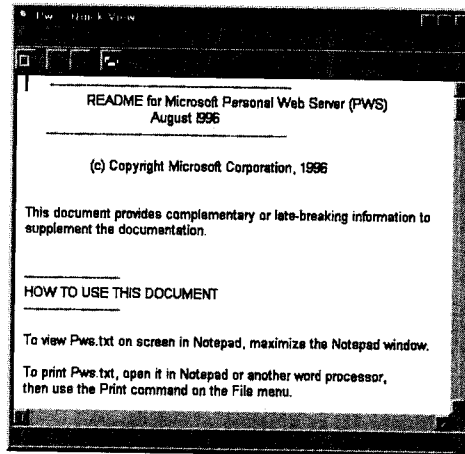 Pws - Quick View
README for Microsoft Personal Web Server (PWS)
August 1996
(c) Copyright Microsoft Corporation, 1996
This document provides complementary or late-breaking information to
supplement the documentation.
HOW TO USE THIS DOCUMENT
To view Pws.txt on screen in Notepad, maximize the Notepad window.
To print Pws.txt, open it in Notepad or another word processor,
then use the Print command on the File menu.